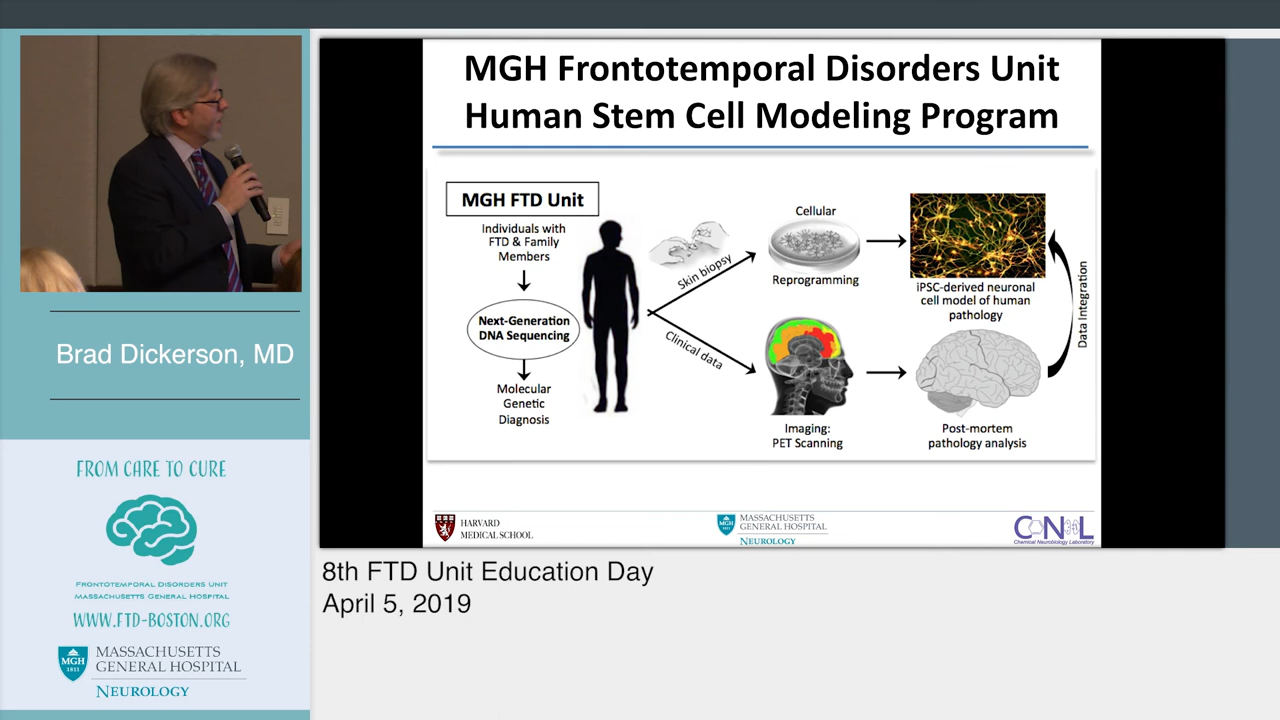 Brad Dickerson, MD
FROM CARE TO CURE
FRONTOTEMPORAL DISORDERS UNIT
MASSACHUSETTS GENERAL HOSPITAL
WWW.FTD-BOSTON.ORG
MGH
1811
MASSACHUSETTS
GENERAL HOSPITAL
NEUROLOGY
MGH Frontotemporal Disorders Unit
Human Stem Cell Modeling Program
MGH FTD Unit
Individuals with
FTD & Family
Members
Next-Generation
DNA Sequencing
Molecular
Genetic
Diagnosis
Skin biopsy
Clinical data
Cellular
Reprogramming
iPSC-derived neuronal
cell model of human
pathology
Imaging:
PET Scanning
Post-mortem
pathology analysis
Data Integration
HARVARD
MEDICAL SCHOOL
MGH
MASSACHUSETTS
GENERAL HOSPITAL
NEUROLOGY
CNL
Chemical Neurobiology Laboratory
8th FTD Unit Education Day
April 5, 2019